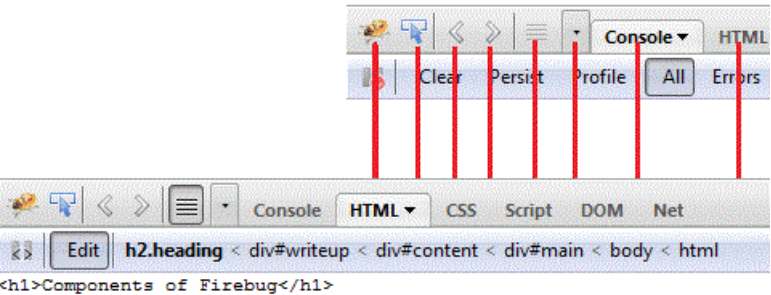 Console HTML
Clear Persist Profile All Errors
Console HTML CSS Script DOM Net
Edit h2.heading < div#writeup < div#content < div#main < body < html
<h1>Components of Firebug</h1>